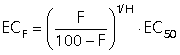 EC_F = (F / (100 – F))^{1/H} · EC_50